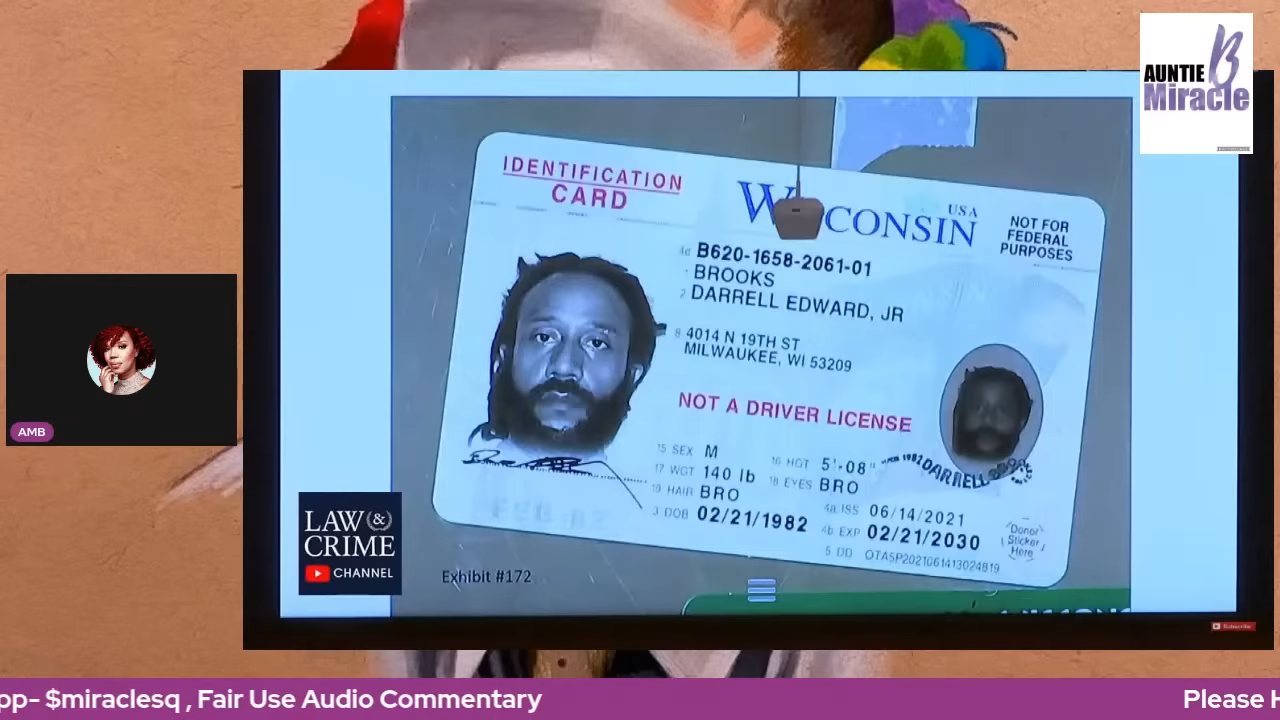 AUNTIE B
Miracle
IDENTIFICATION
CARD
W CONSIN USA
NOT FOR
FEDERAL
PURPOSES
4d B620-1658-2061-01
1 BROOKS
2 DARRELL EDWARD, JR
8 4014 N 19TH ST
MILWAUKEE, WI 53209
NOT A DRIVER LICENSE
15 SEX M
16 HGT 5'-08"
17 WGT 140 lb
18 EYES BRO
19 HAIR BRO
4a ISS 06/14/2021
3 DOB 02/21/1982
4b EXP 02/21/2030
5 DD OTAS P2021061413024819
Donor
Sticker
Here
AMB
LAW &
CRIME
CHANNEL
Exhibit #172
Subscribe
pp- $miraclesq , Fair Use Audio Commentary
Please H